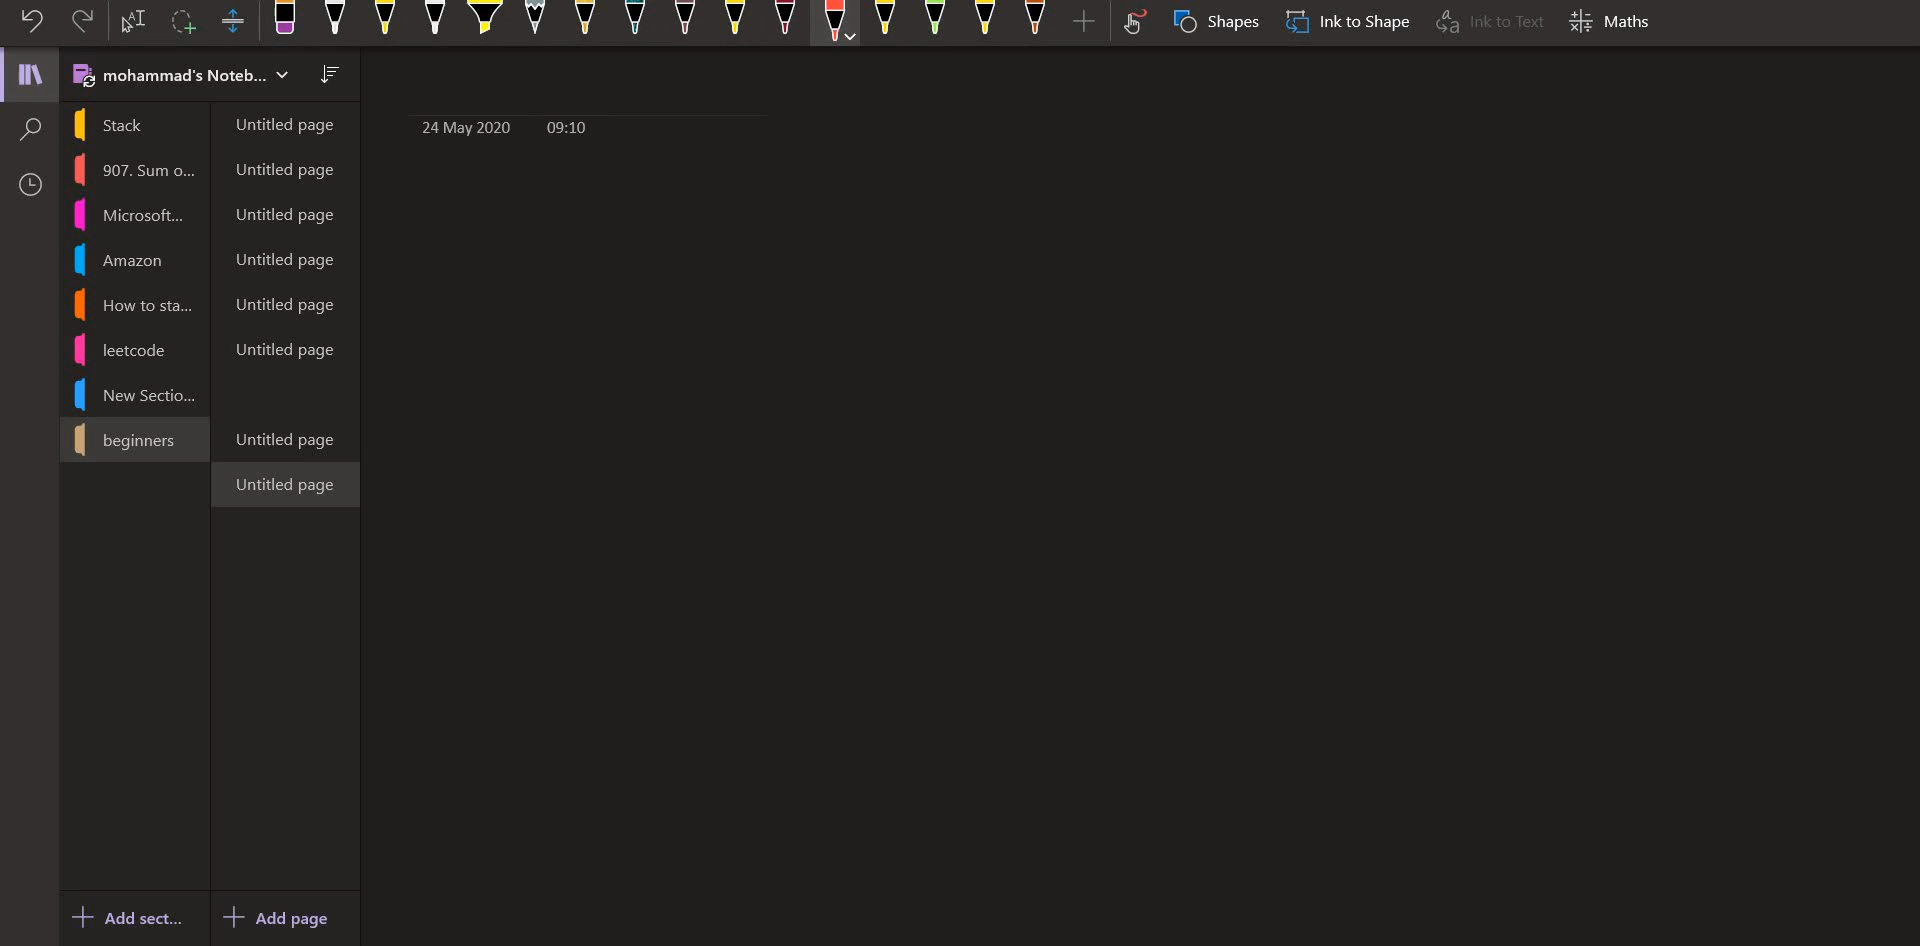 Shapes Ink to Shape Ink to Text Maths
mohammad's Noteb...
Stack
907. Sum o...
Microsoft...
Amazon
How to sta...
leetcode
New Sectio...
beginners
Untitled page
Untitled page
Untitled page
Untitled page
Untitled page
Untitled page
Untitled page
Untitled page
24 May 2020 09:10
Add sect...
Add page